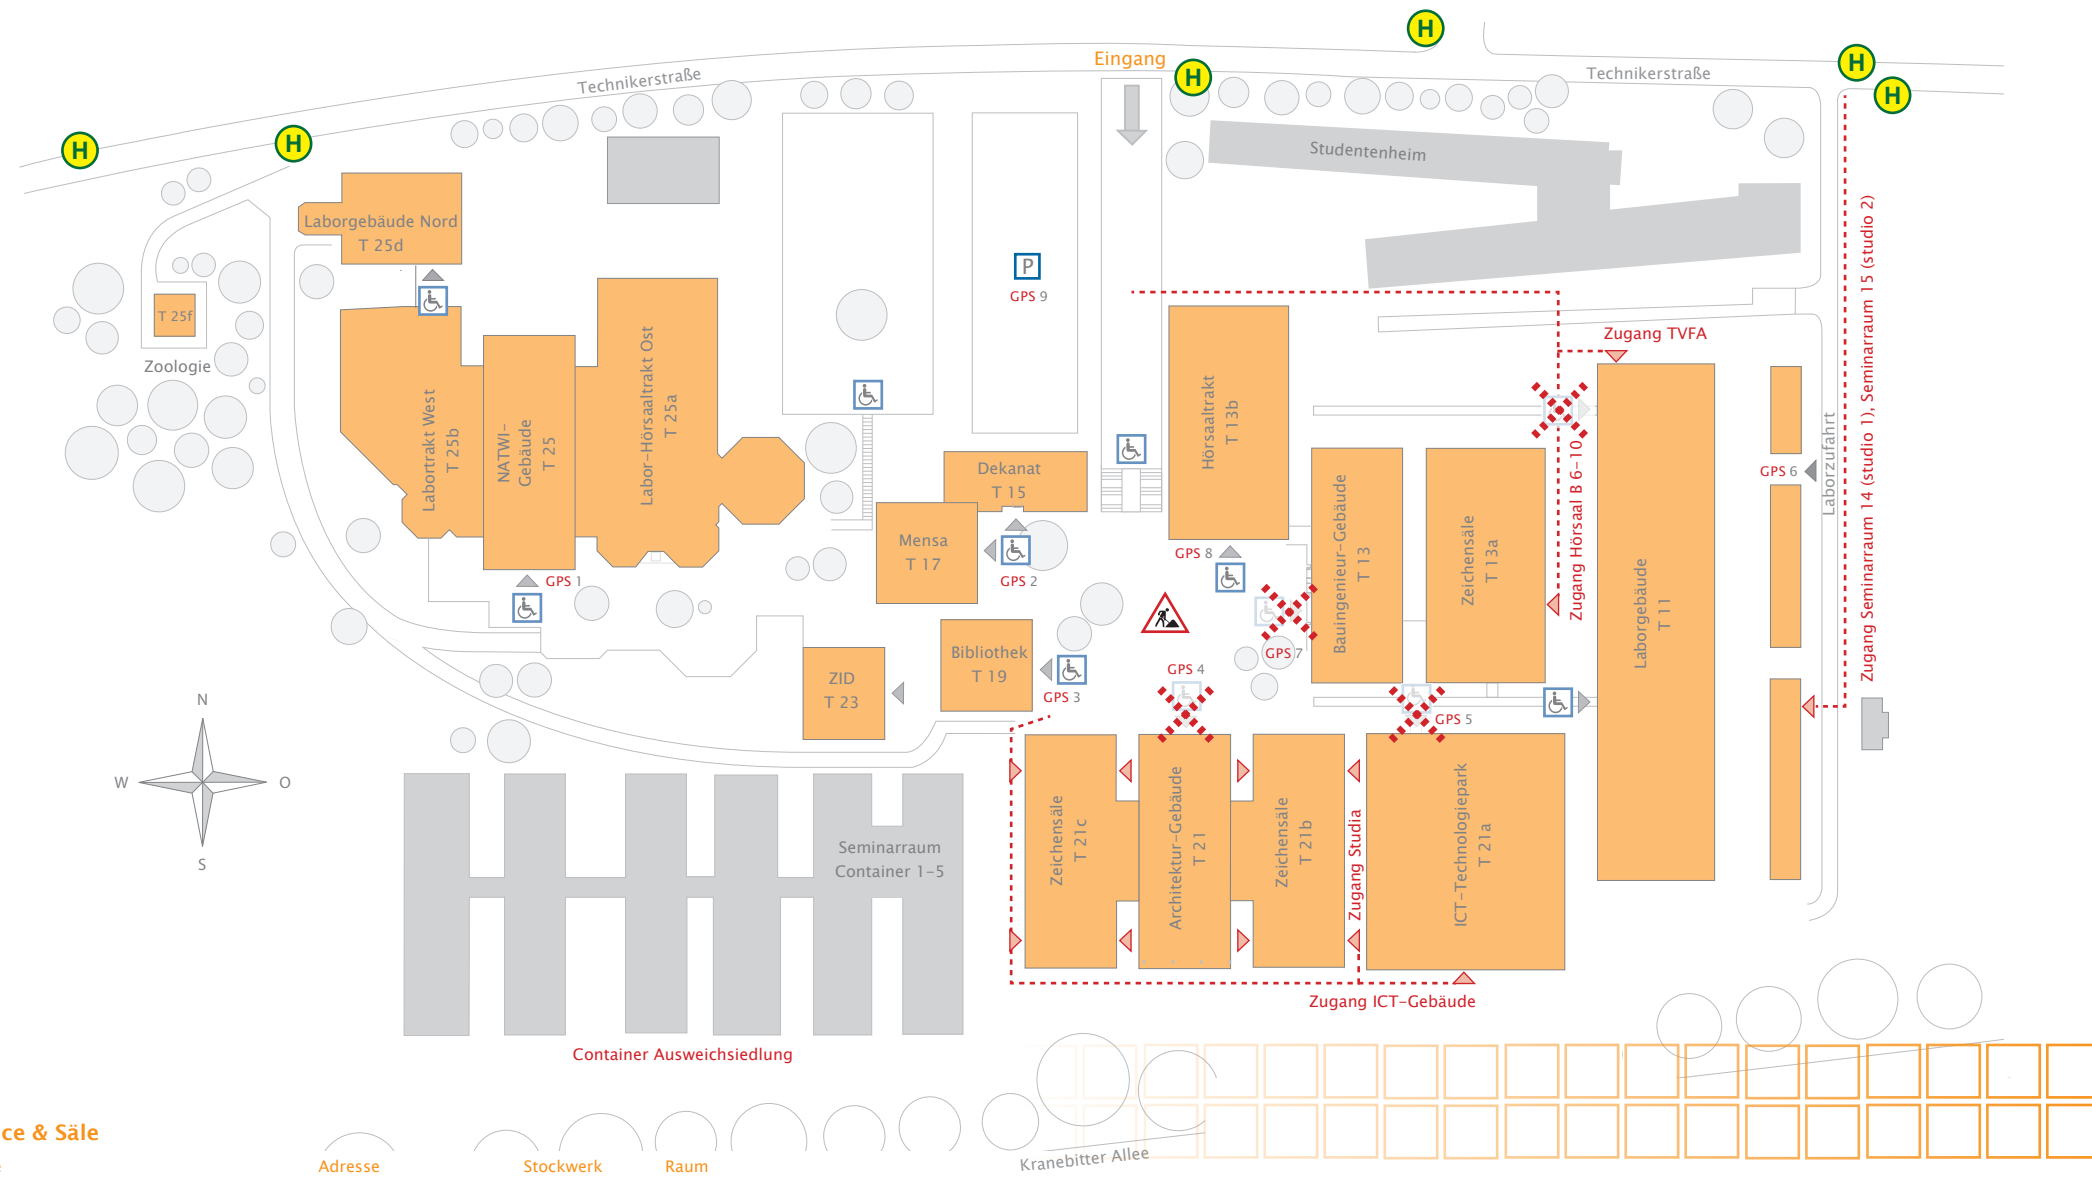 H
H
H
H
H
H
Eingang
Technikerstraße
Technikerstraße
Studentenheim
Laborgebäude Nord
T 25d
T 25f
Zoologie
P
GPS 9
Zugang TVFA
Labortrakt West
T 25b
NATWI-
Gebäude
T 25
Labor-Hörsaaltrakt Ost
T 25a
Hörsaaltrakt
T 13b
Dekanat
T 15
Mensa
T 17
GPS 1
GPS 2
GPS 8
GPS 6
Laborzufahrt
Zugang Seminarraum 14 (studio 1), Seminarraum 15 (studio 2)
Zugang Hörsaal B 6-10
Bauingenieur-Gebäude
T 13
Zeichensäle
T 13a
Laborgebäude
T 11
Bibliothek
T 19
ZID
T 23
GPS 3
GPS 4
GPS 7
GPS 5
N
W
O
S
Zeichensäle
T 21c
Architektur-Gebäude
T 21
Zeichensäle
T 21b
Zugang Studia
ICT-Technologiepark
T 21a
Seminarraum
Container 1-5
Zugang ICT-Gebäude
Container Ausweichsiedlung
Kranebitter Allee
ce & Säle
Adresse
Stockwerk
Raum